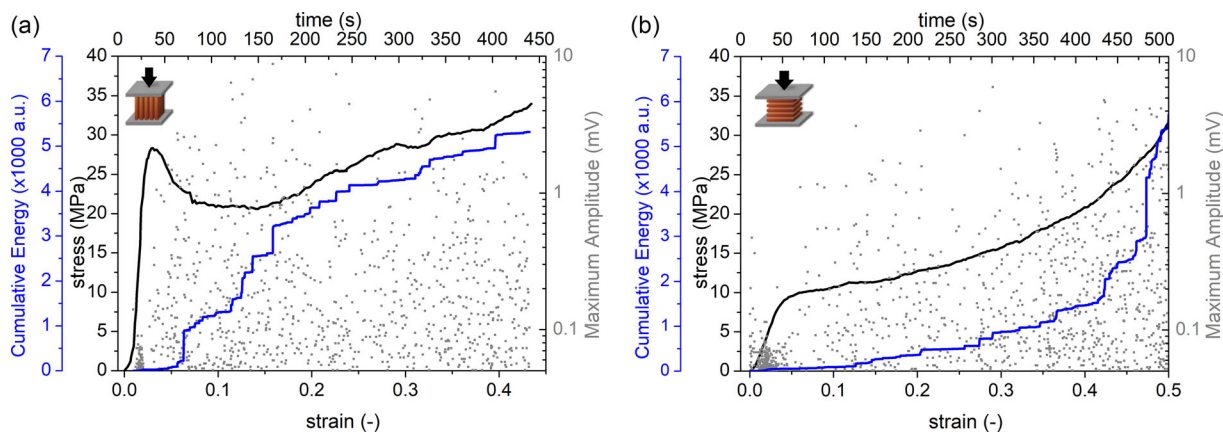 (a)
time (s)
0 50 100 150 200 250 300 350 400 450
7 6 5 4 3 2 1 0
Cumulative Energy (x1000 a.u.)
40 35 30 25 20 15 10 5 0
stress (MPa)
10 1 0.1
Maximum Amplitude (mV)
0.0 0.1 0.2 0.3 0.4
strain (-)
(b)
time (s)
0 50 100 150 200 250 300 350 400 450 500
7 6 5 4 3 2 1 0
Cumulative Energy (x1000 a.u.)
40 35 30 25 20 15 10 5 0
stress (MPa)
10 1 0.1
Maximum Amplitude (mV)
0.0 0.1 0.2 0.3 0.4 0.5
strain (-)